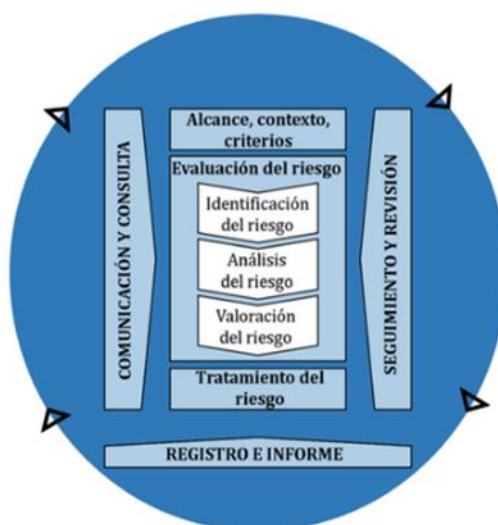 Alcance, contexto,
criterios
Evaluación del riesgo
Identificación
del riesgo
Análisis
del riesgo
Valoración
del riesgo
Tratamiento del
riesgo
COMUNICACIÓN Y CONSULTA
SEGUIMIENTO Y REVISIÓN
REGISTRO E INFORME